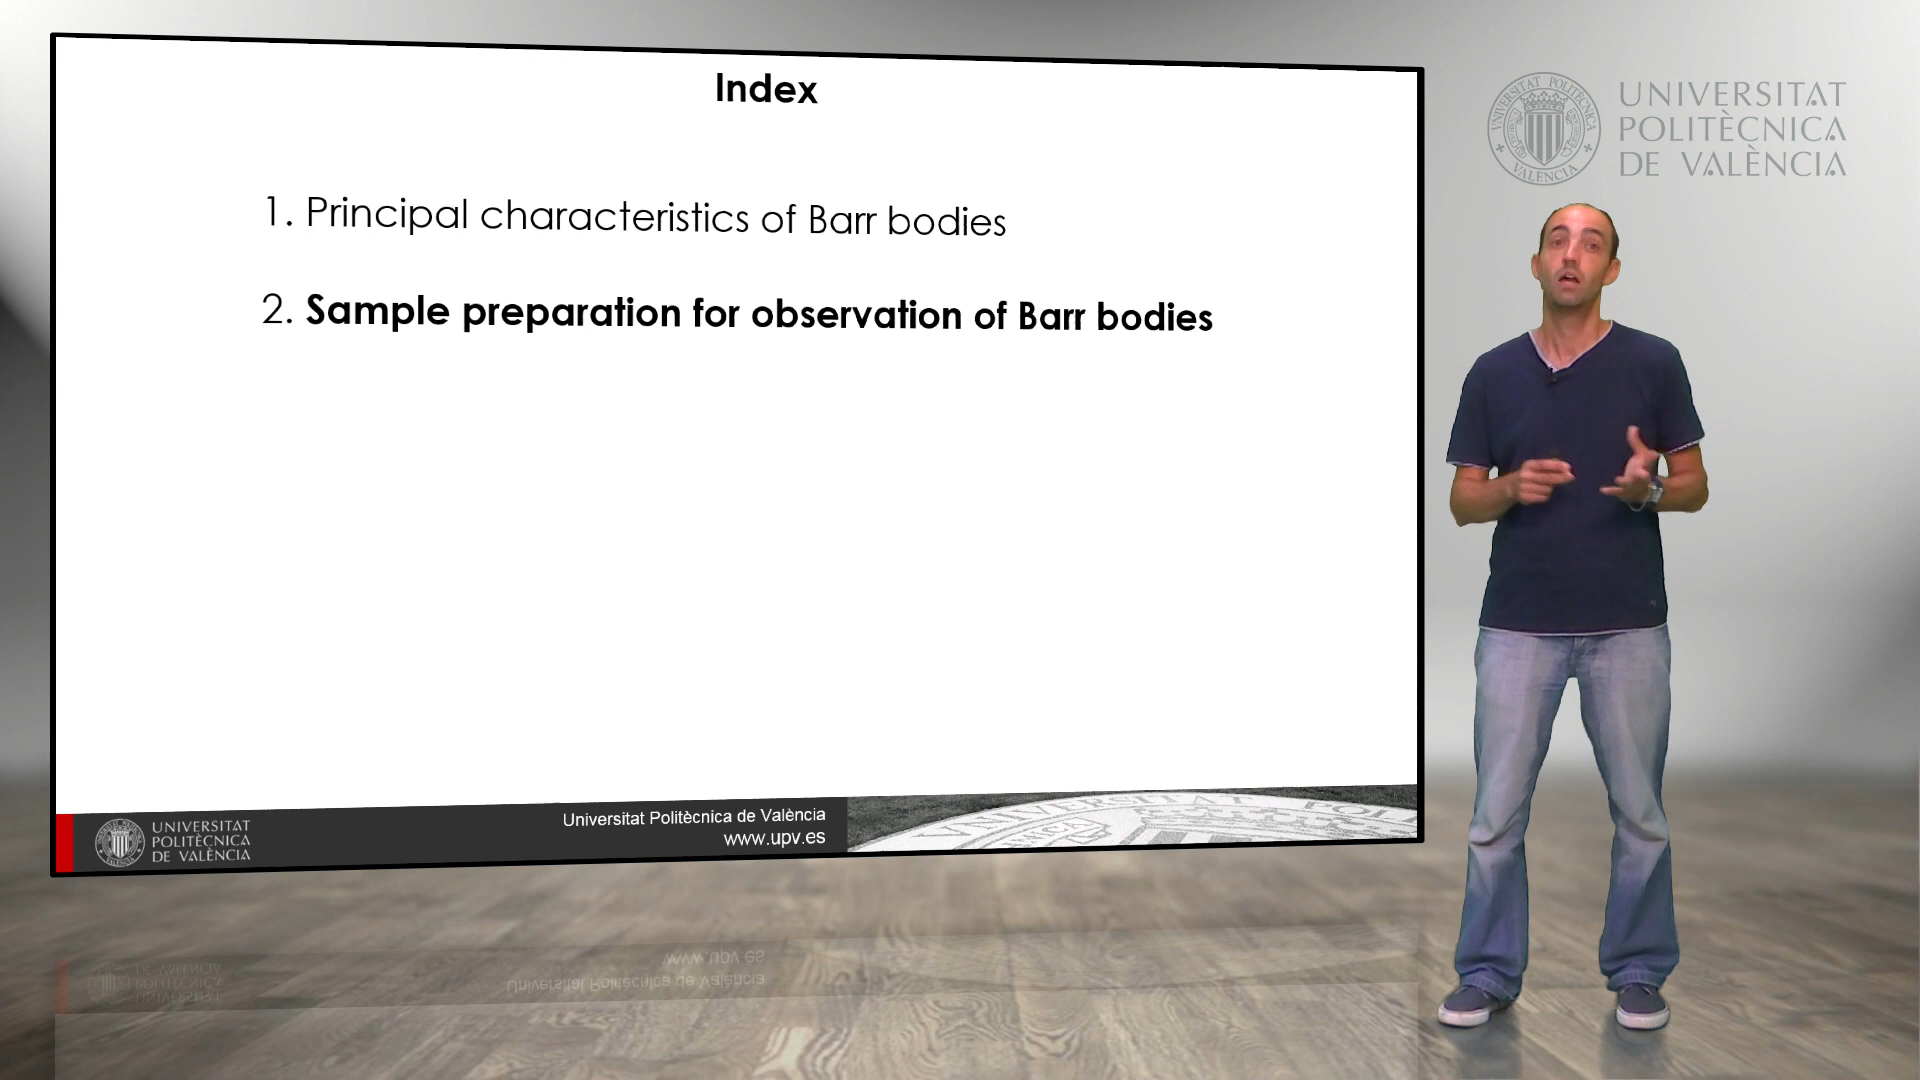 Index
1. Principal characteristics of Barr bodies
2. Sample preparation for observation of Barr bodies
UNIVERSITAT
POLITÈCNICA
DE VALÈNCIA
UNIVERSITAT
POLITÈCNICA
DE VALÈNCIA
Universitat Politècnica de València
www.upv.es